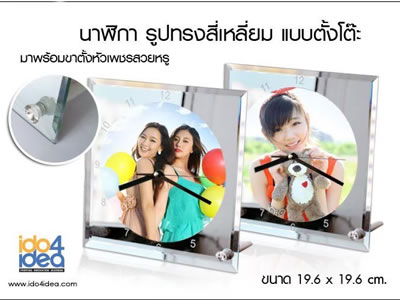 นาฬิกา รูปทรงสี่เหลี่ยม แบบตั้งโต๊ะ
มาพร้อมขาตั้งหัวเพชรสวยหรู
ido4
idea
www.ido4idea.com
ขนาด 19.6 x 19.6 cm.